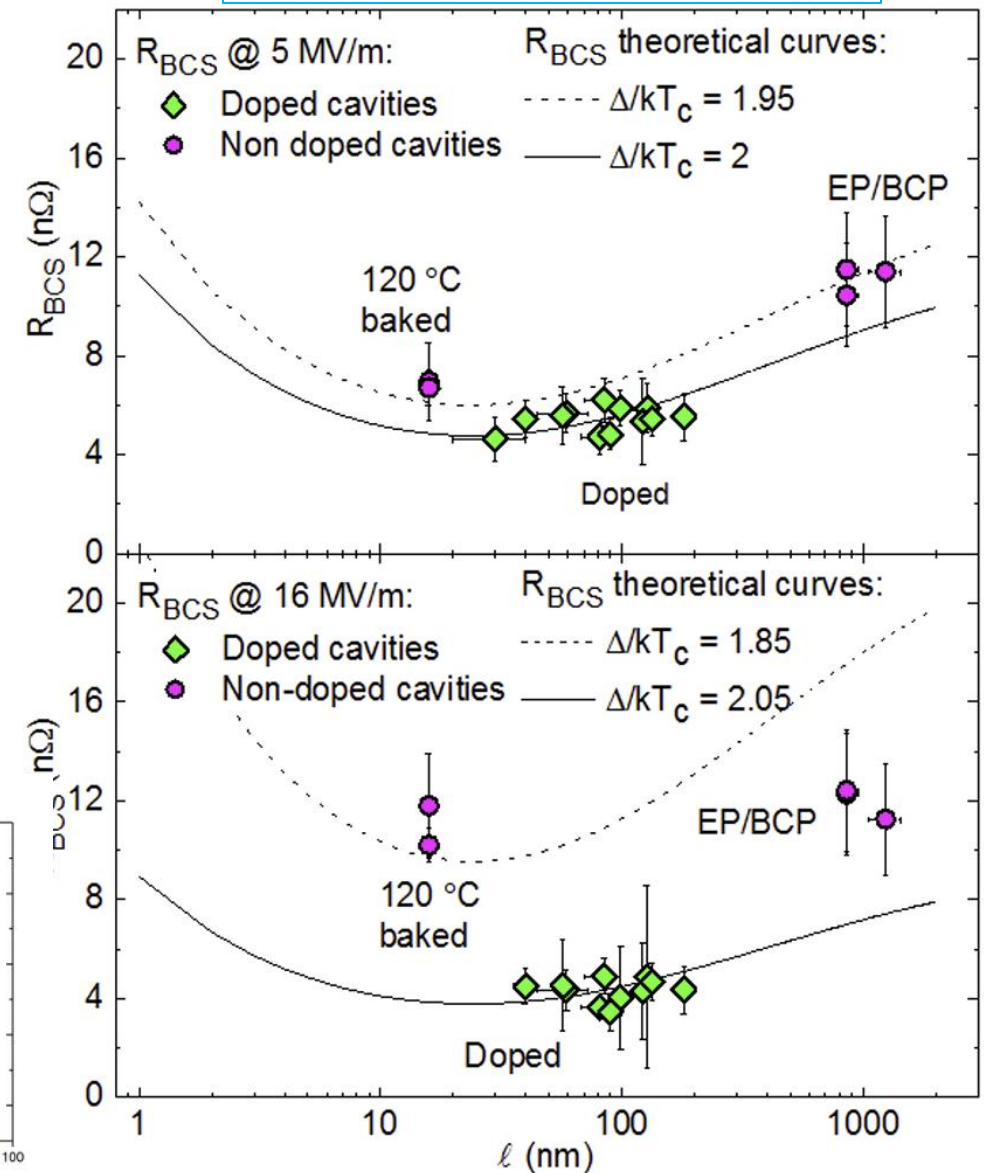 R_BCS @ 5 MV/m:
Doped cavities
Non doped cavities
R_BCS theoretical curves:
Δ/kT_c = 1.95
Δ/kT_c = 2
EP/BCP
120 °C
baked
Doped
R_BCS (nΩ)
20
16
12
8
4
0
R_BCS @ 16 MV/m:
Doped cavities
Non-doped cavities
R_BCS theoretical curves:
Δ/kT_c = 1.85
Δ/kT_c = 2.05
EP/BCP
120 °C
baked
Doped
BCS nΩ)
20
16
12
8
4
0
1 10 100 1000
ℓ (nm)
100